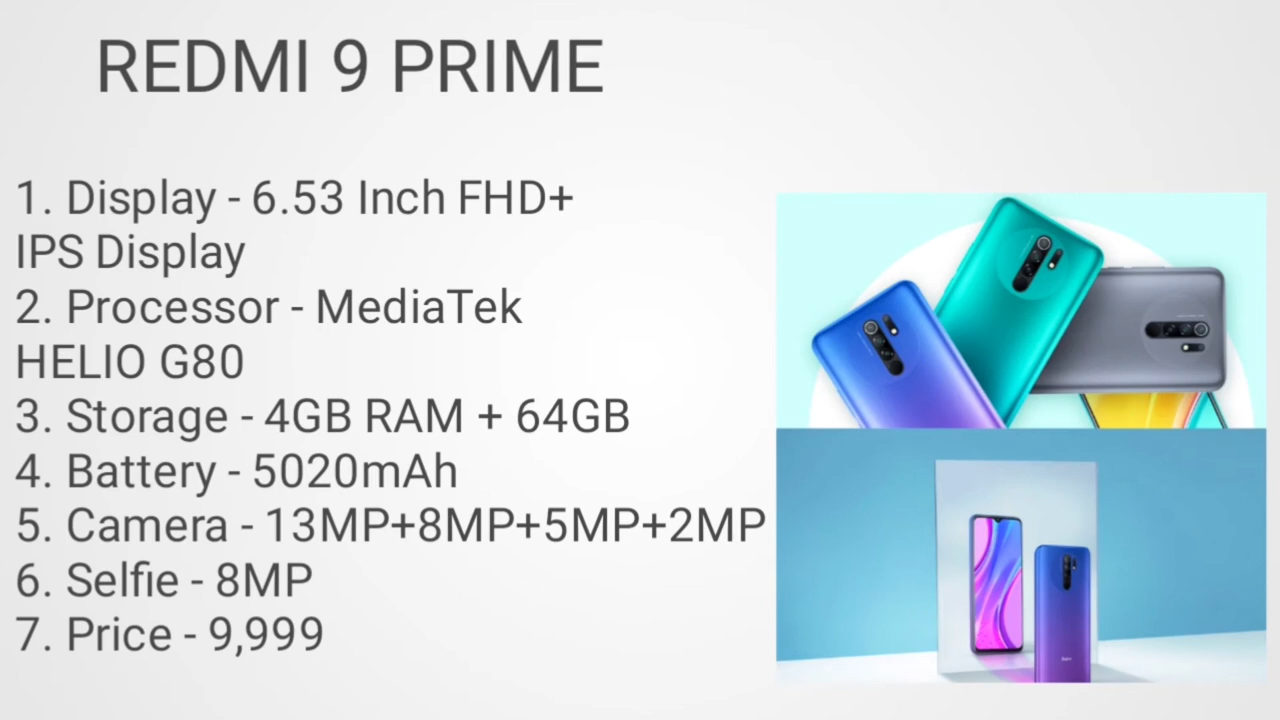 REDMI 9 PRIME
1. Display - 6.53 Inch FHD+
IPS Display
2. Processor - MediaTek
HELIO G80
3. Storage - 4GB RAM + 64GB
4. Battery - 5020mAh
5. Camera - 13MP+8MP+5MP+2MP
6. Selfie - 8MP
7. Price - 9,999